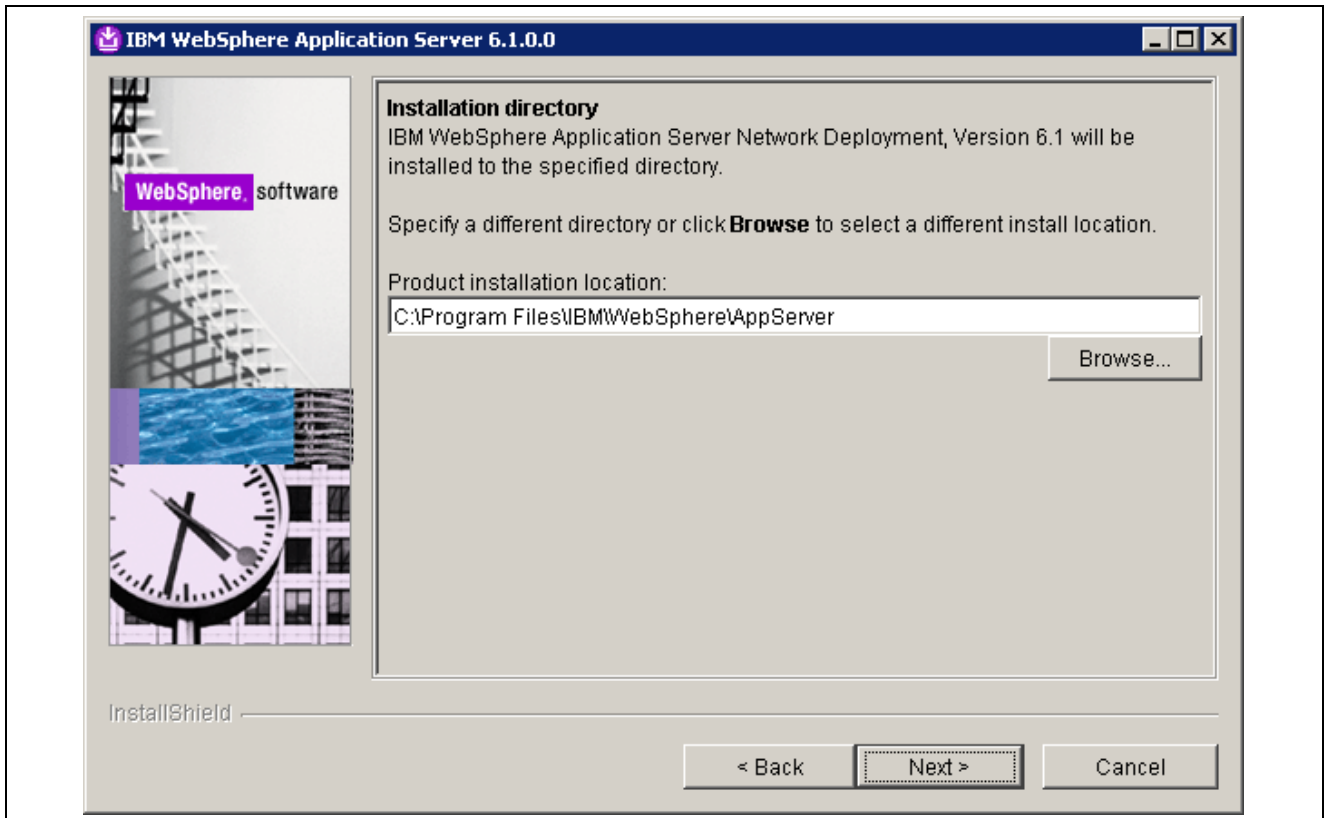 IBM WebSphere Application Server 6.1.0.0
WebSphere. software
Installation directory
IBM WebSphere Application Server Network Deployment, Version 6.1 will be
installed to the specified directory.
Specify a different directory or click Browse to select a different install location.
Product installation location:
C:\Program Files\IBM\WebSphere\AppServer
Browse...
InstallShield
< Back
Next >
Cancel